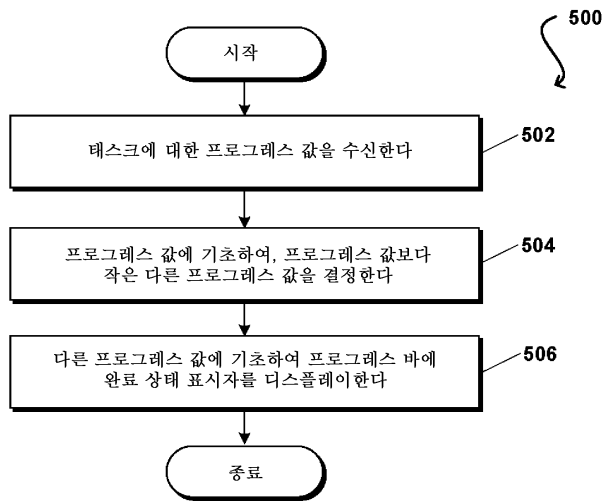 500
시작
태스크에 대한 프로그레스 값을 수신한다
502
프로그레스 값에 기초하여, 프로그레스 값보다
작은 다른 프로그레스 값을 결정한다
504
다른 프로그레스 값에 기초하여 프로그레스 바에
완료 상태 표시자를 디스플레이한다
506
종료